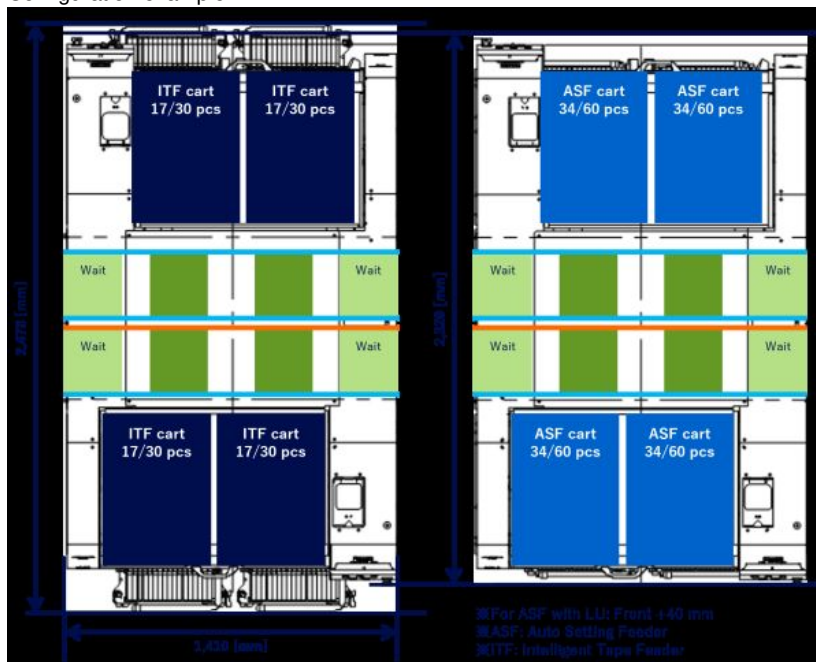 Configuration example
ITF cart
17/30 pcs
ITF cart
17/30 pcs
ASF cart
34/60 pcs
ASF cart
34/60 pcs
Wait
Wait
Wait
Wait
2,320 [mm]
Wait
Wait
Wait
Wait
ITF cart
17/30 pcs
ITF cart
17/30 pcs
ASF cart
34/60 pcs
ASF cart
34/60 pcs
1,410 [mm]
※For ASF with LU: Front +40 mm
※ASF: Auto Setting Feeder
※ITF: Intelligent Tape Feeder